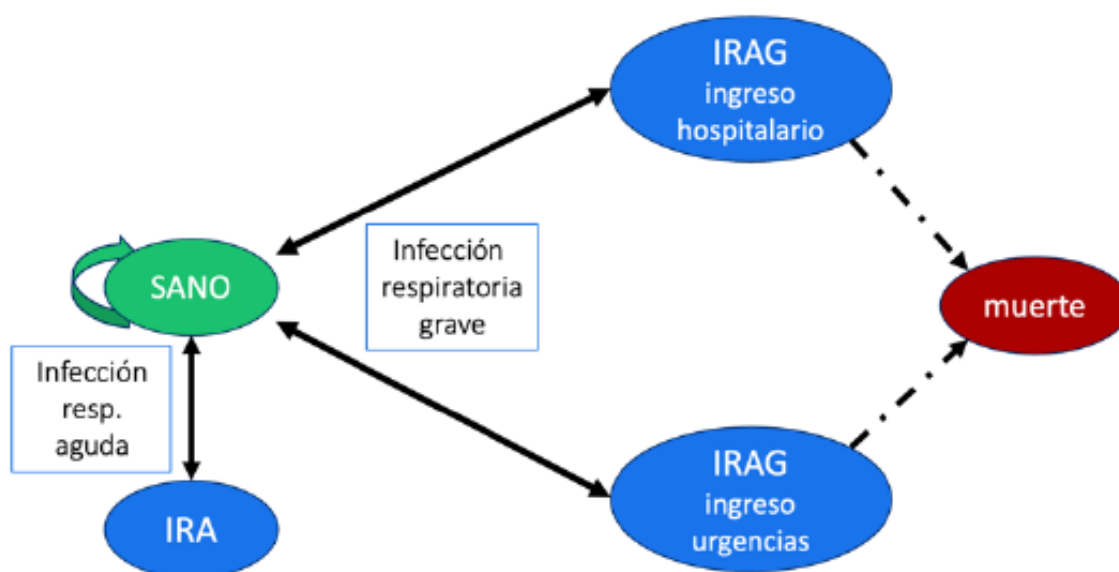 IRAG
ingreso
hospitalario
Infección
respiratoria
grave
SANO
muerte
Infección
resp.
aguda
IRAG
ingreso
urgencias
IRA